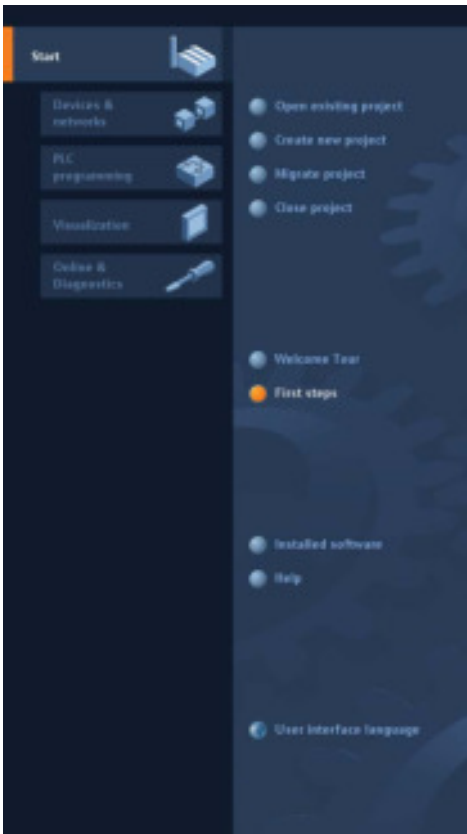 Start
Devices &
networks
PLC
programming
Visualization
Online &
Diagnostics
Open existing project
Create new project
Migrate project
Close project
Welcome Tour
First steps
Installed software
Help
User interface language